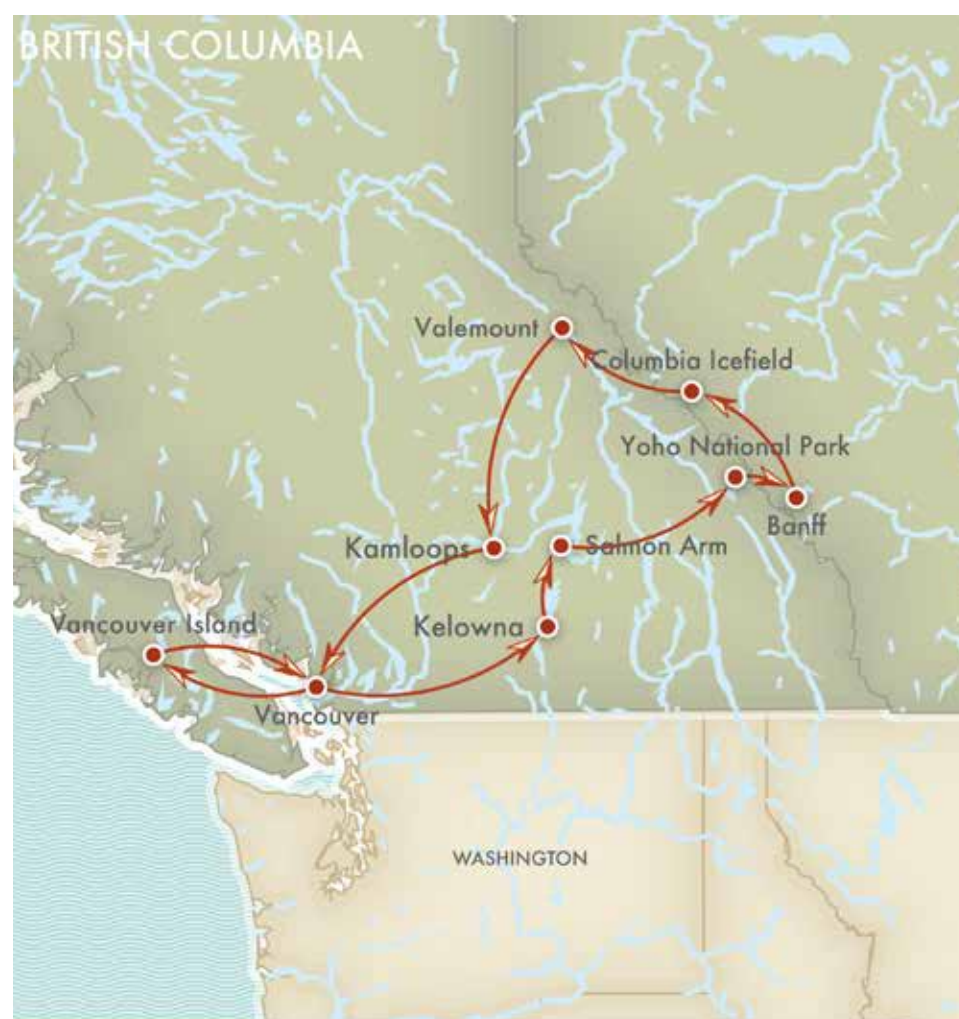 BRITISH COLUMBIA
Valemount
Columbia Icefield
Yoho National Park
Banff
Kamloops
Salmon Arm
Vancouver Island
Kelowna
Vancouver
WASHINGTON